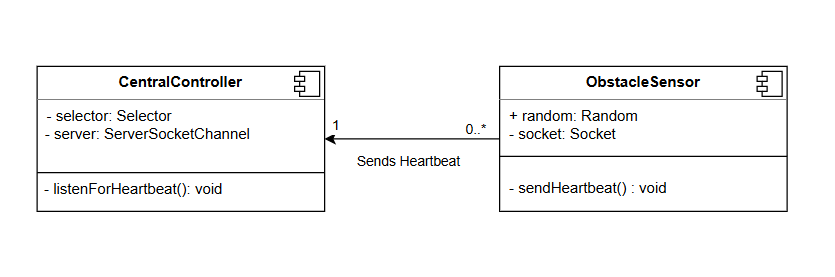 CentralController
- selector: Selector
- server: ServerSocketChannel
- listenForHeartbeat(): void
1
0..*
Sends Heartbeat
ObstacleSensor
+ random: Random
- socket: Socket
- sendHeartbeat() : void